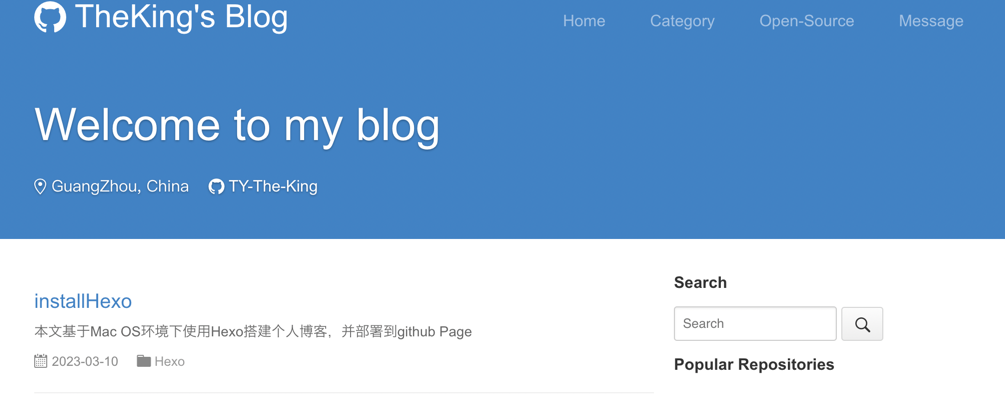 TheKing's Blog
Home Category Open-Source Message
Welcome to my blog
GuangZhou, China TY-The-King
installHexo
本文基于Mac OS环境下使用Hexo搭建个人博客，并部署到github Page
2023-03-10 Hexo
Search
Search
Popular Repositories